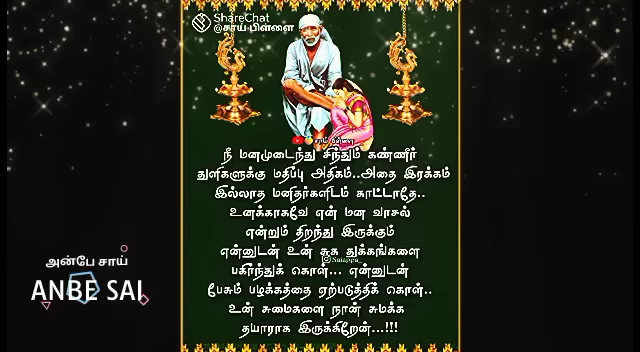 ShareChat
@சாய் பிள்ளை
சாய் பிள்ளை
நீ மனமுடைந்து சிந்தும் கண்ணீர்
துளிகளுக்கு மதிப்பு அதிகம்..அதை இரக்கம்
இல்லாத மனிதர்களிடம் காட்டாதே..
உனக்காகவே என் மன வாசல்
என்றும் திறந்து இருக்கும்
என்னுடன் உன் சுக துக்கங்களை
பகிர்ந்துக் கொள்... என்னுடன்
பேசும் பழக்கத்தை ஏற்படுத்திக் கொள்..
உன் சுமைகளை நான் சுமக்க
தயாராக இருக்கிறேன்...!!!
அன்பே சாய்
ANBE SAI